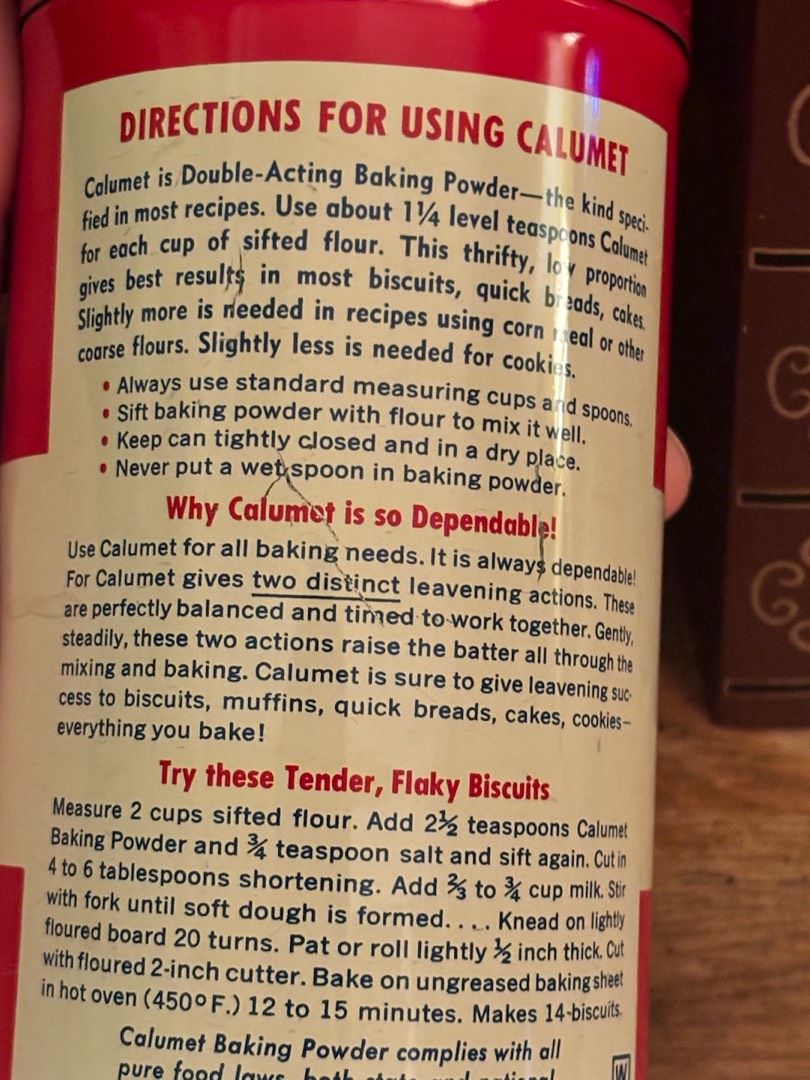 DIRECTIONS FOR USING CALUMET
Calumet is Double-Acting Baking Powder—the kind speci-
fied in most recipes. Use about 1¼ level teaspoons Calumet
for each cup of sifted flour. This thrifty, low proportion
gives best results in most biscuits, quick breads, cakes.
Slightly more is needed in recipes using corn meal or other
coarse flours. Slightly less is needed for cookies.
• Always use standard measuring cups and spoons.
• Sift baking powder with flour to mix it well.
• Keep can tightly closed and in a dry place.
• Never put a wet spoon in baking powder.
Why Calumet is so Dependable!
Use Calumet for all baking needs. It is always dependable!
For Calumet gives two distinct leavening actions. These
are perfectly balanced and timed to work together. Gently,
steadily, these two actions raise the batter all through the
mixing and baking. Calumet is sure to give leavening suc-
cess to biscuits, muffins, quick breads, cakes, cookies—
everything you bake!
Try these Tender, Flaky Biscuits
Measure 2 cups sifted flour. Add 2½ teaspoons Calumet
Baking Powder and ¾ teaspoon salt and sift again. Cut in
4 to 6 tablespoons shortening. Add ⅔ to ¾ cup milk. Stir
with fork until soft dough is formed.... Knead on lightly
floured board 20 turns. Pat or roll lightly ½ inch thick. Cut
with floured 2-inch cutter. Bake on ungreased baking sheet
in hot oven (450° F.) 12 to 15 minutes. Makes 14 biscuits.
Calumet Baking Powder complies with all
pure food laws, both state and national.
W